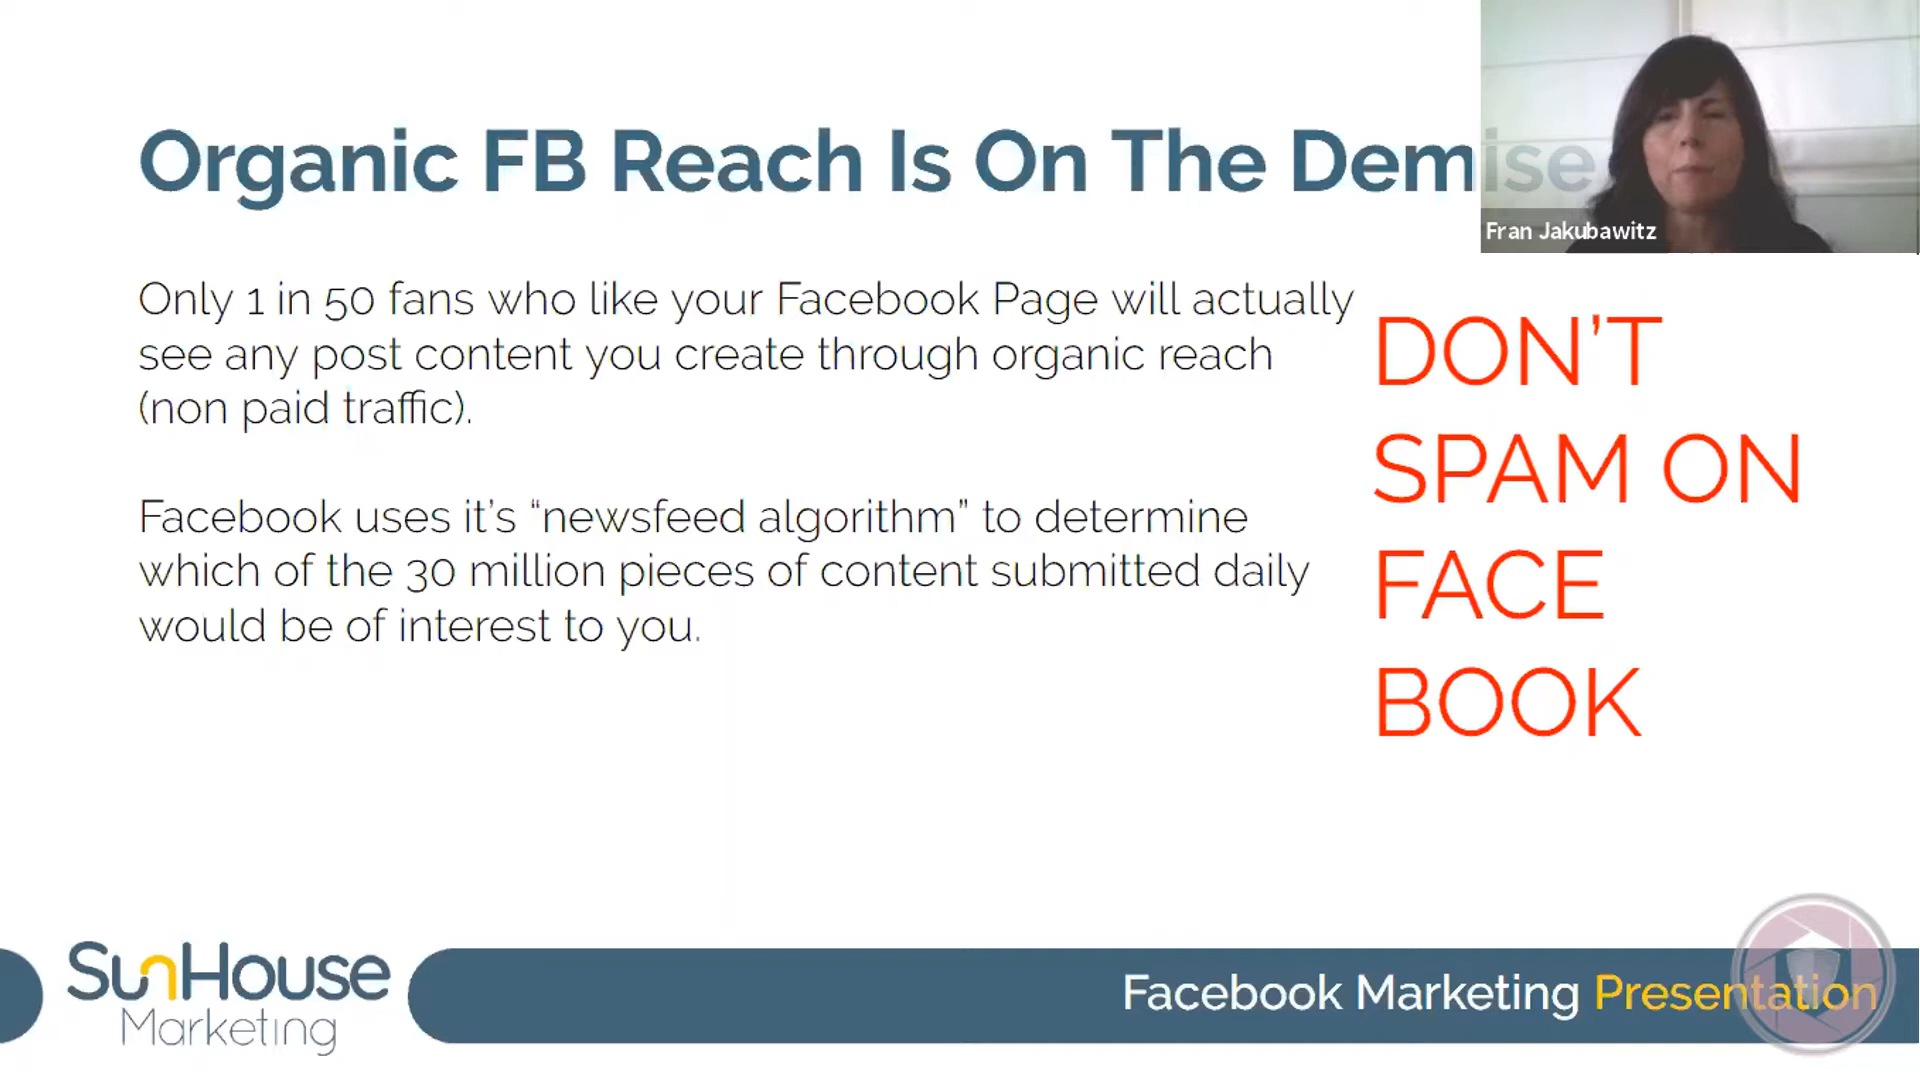 Organic FB Reach Is On The Demise
Fran Jakubawitz
Only 1 in 50 fans who like your Facebook Page will actually
see any post content you create through organic reach
(non paid traffic).
Facebook uses it's “newsfeed algorithm” to determine
which of the 30 million pieces of content submitted daily
would be of interest to you.
DON'T
SPAM ON
FACE
BOOK
SunHouse
Marketing
Facebook Marketing Presentation